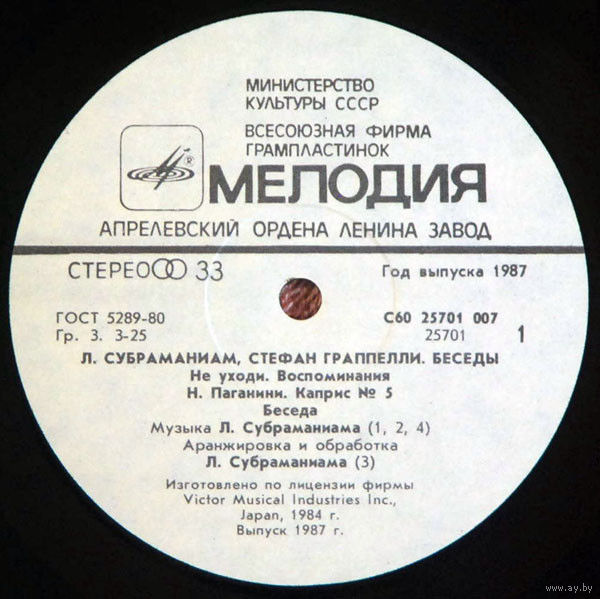 МИНИСТЕРСТВО
КУЛЬТУРЫ СССР
ВСЕСОЮЗНАЯ ФИРМА
ГРАМПЛАСТИНОК
® МЕЛОДИЯ
АПРЕЛЕВСКИЙ ОРДЕНА ЛЕНИНА ЗАВОД
СТЕРЕО 33 Год выпуска 1987
ГОСТ 5289-80 С60 25701 007
Гр. 3. 3-25 25701 1
Л. СУБРАМАНИАМ, СТЕФАН ГРАППЕЛЛИ. БЕСЕДЫ
Не уходи. Воспоминания
Н. Паганини. Каприс № 5
Беседа
Музыка Л. Субраманиама (1, 2, 4)
Аранжировка и обработка
Л. Субраманиама (3)
Изготовлено по лицензии фирмы
Victor Musical Industries Inc.,
Japan, 1984 г.
Выпуск 1987 г.
www.ay.by